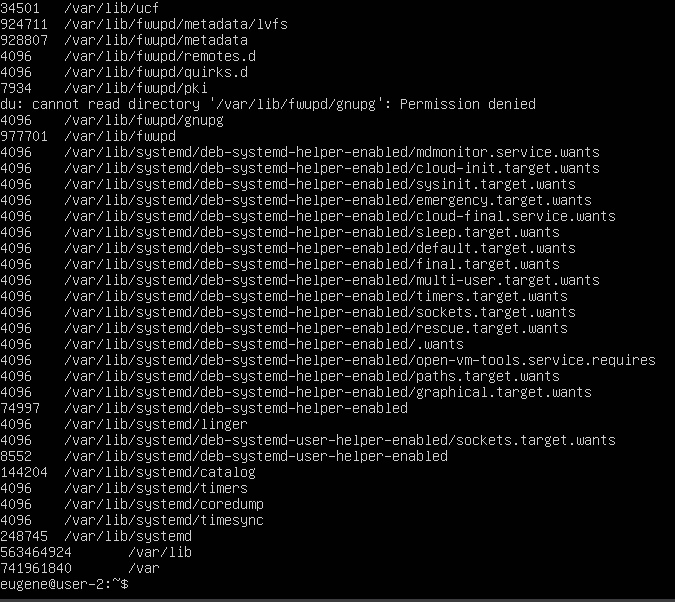 34501   /var/lib/ucf
924711  /var/lib/fwupd/metadata/lvfs
928807  /var/lib/fwupd/metadata
4096    /var/lib/fwupd/remotes.d
4096    /var/lib/fwupd/quirks.d
7934    /var/lib/fwupd/pki
du: cannot read directory '/var/lib/fwupd/gnupg': Permission denied
4096    /var/lib/fwupd/gnupg
977701  /var/lib/fwupd
4096    /var/lib/systemd/deb-systemd-helper-enabled/mdmonitor.service.wants
4096    /var/lib/systemd/deb-systemd-helper-enabled/cloud-init.target.wants
4096    /var/lib/systemd/deb-systemd-helper-enabled/sysinit.target.wants
4096    /var/lib/systemd/deb-systemd-helper-enabled/emergency.target.wants
4096    /var/lib/systemd/deb-systemd-helper-enabled/cloud-final.service.wants
4096    /var/lib/systemd/deb-systemd-helper-enabled/sleep.target.wants
4096    /var/lib/systemd/deb-systemd-helper-enabled/default.target.wants
4096    /var/lib/systemd/deb-systemd-helper-enabled/final.target.wants
4096    /var/lib/systemd/deb-systemd-helper-enabled/multi-user.target.wants
4096    /var/lib/systemd/deb-systemd-helper-enabled/timers.target.wants
4096    /var/lib/systemd/deb-systemd-helper-enabled/sockets.target.wants
4096    /var/lib/systemd/deb-systemd-helper-enabled/rescue.target.wants
4096    /var/lib/systemd/deb-systemd-helper-enabled/.wants
4096    /var/lib/systemd/deb-systemd-helper-enabled/open-vm-tools.service.requires
4096    /var/lib/systemd/deb-systemd-helper-enabled/paths.target.wants
4096    /var/lib/systemd/deb-systemd-helper-enabled/graphical.target.wants
74997   /var/lib/systemd/deb-systemd-helper-enabled
4096    /var/lib/systemd/linger
4096    /var/lib/systemd/deb-systemd-user-helper-enabled/sockets.target.wants
8552    /var/lib/systemd/deb-systemd-user-helper-enabled
144204  /var/lib/systemd/catalog
4096    /var/lib/systemd/timers
4096    /var/lib/systemd/coredump
4096    /var/lib/systemd/timesync
248745  /var/lib/systemd
563464924       /var/lib
741961840       /var
eugene@user-2:~$